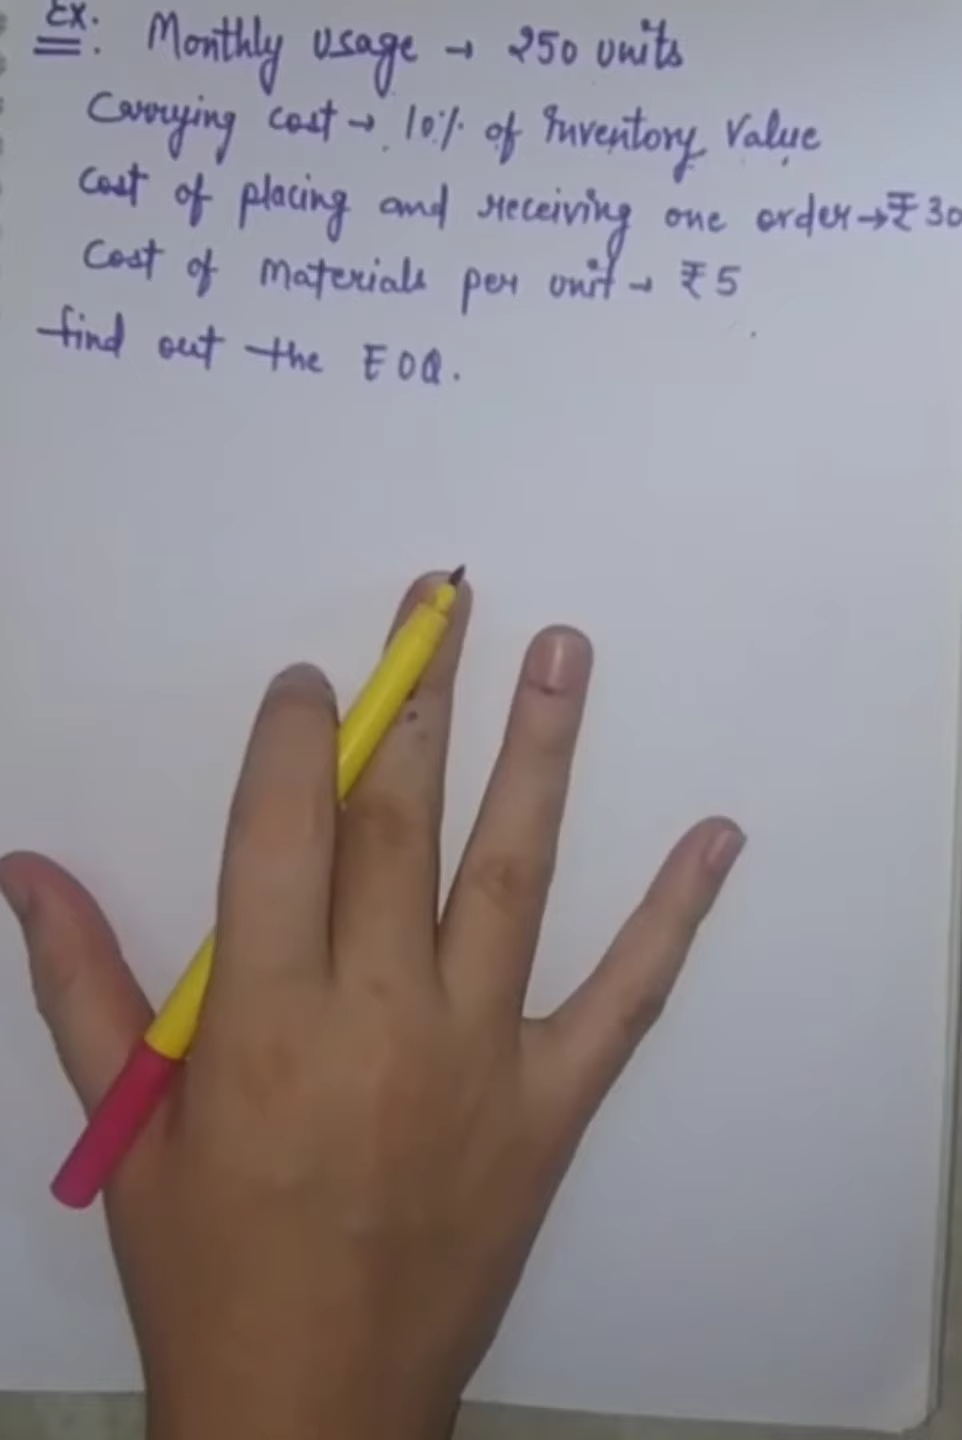 Ex: Monthly usage → 250 units
Carrying cost → 10% of Inventory Value
Cost of placing and receiving one order → ₹30
Cost of Materials per unit → ₹5
find out the EOQ.